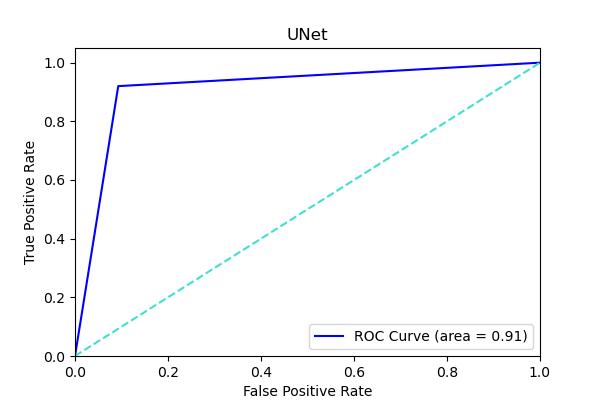 UNet
1.0
0.8
0.6
0.4
0.2
0.0
True Positive Rate
ROC Curve (area = 0.91)
0.0 0.2 0.4 0.6 0.8 1.0
False Positive Rate